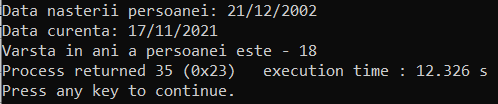 Data nasterii persoanei: 21/12/2002
Data curenta: 17/11/2021
Varsta in ani a persoanei este - 18
Process returned 35 (0x23)   execution time : 12.326 s
Press any key to continue.